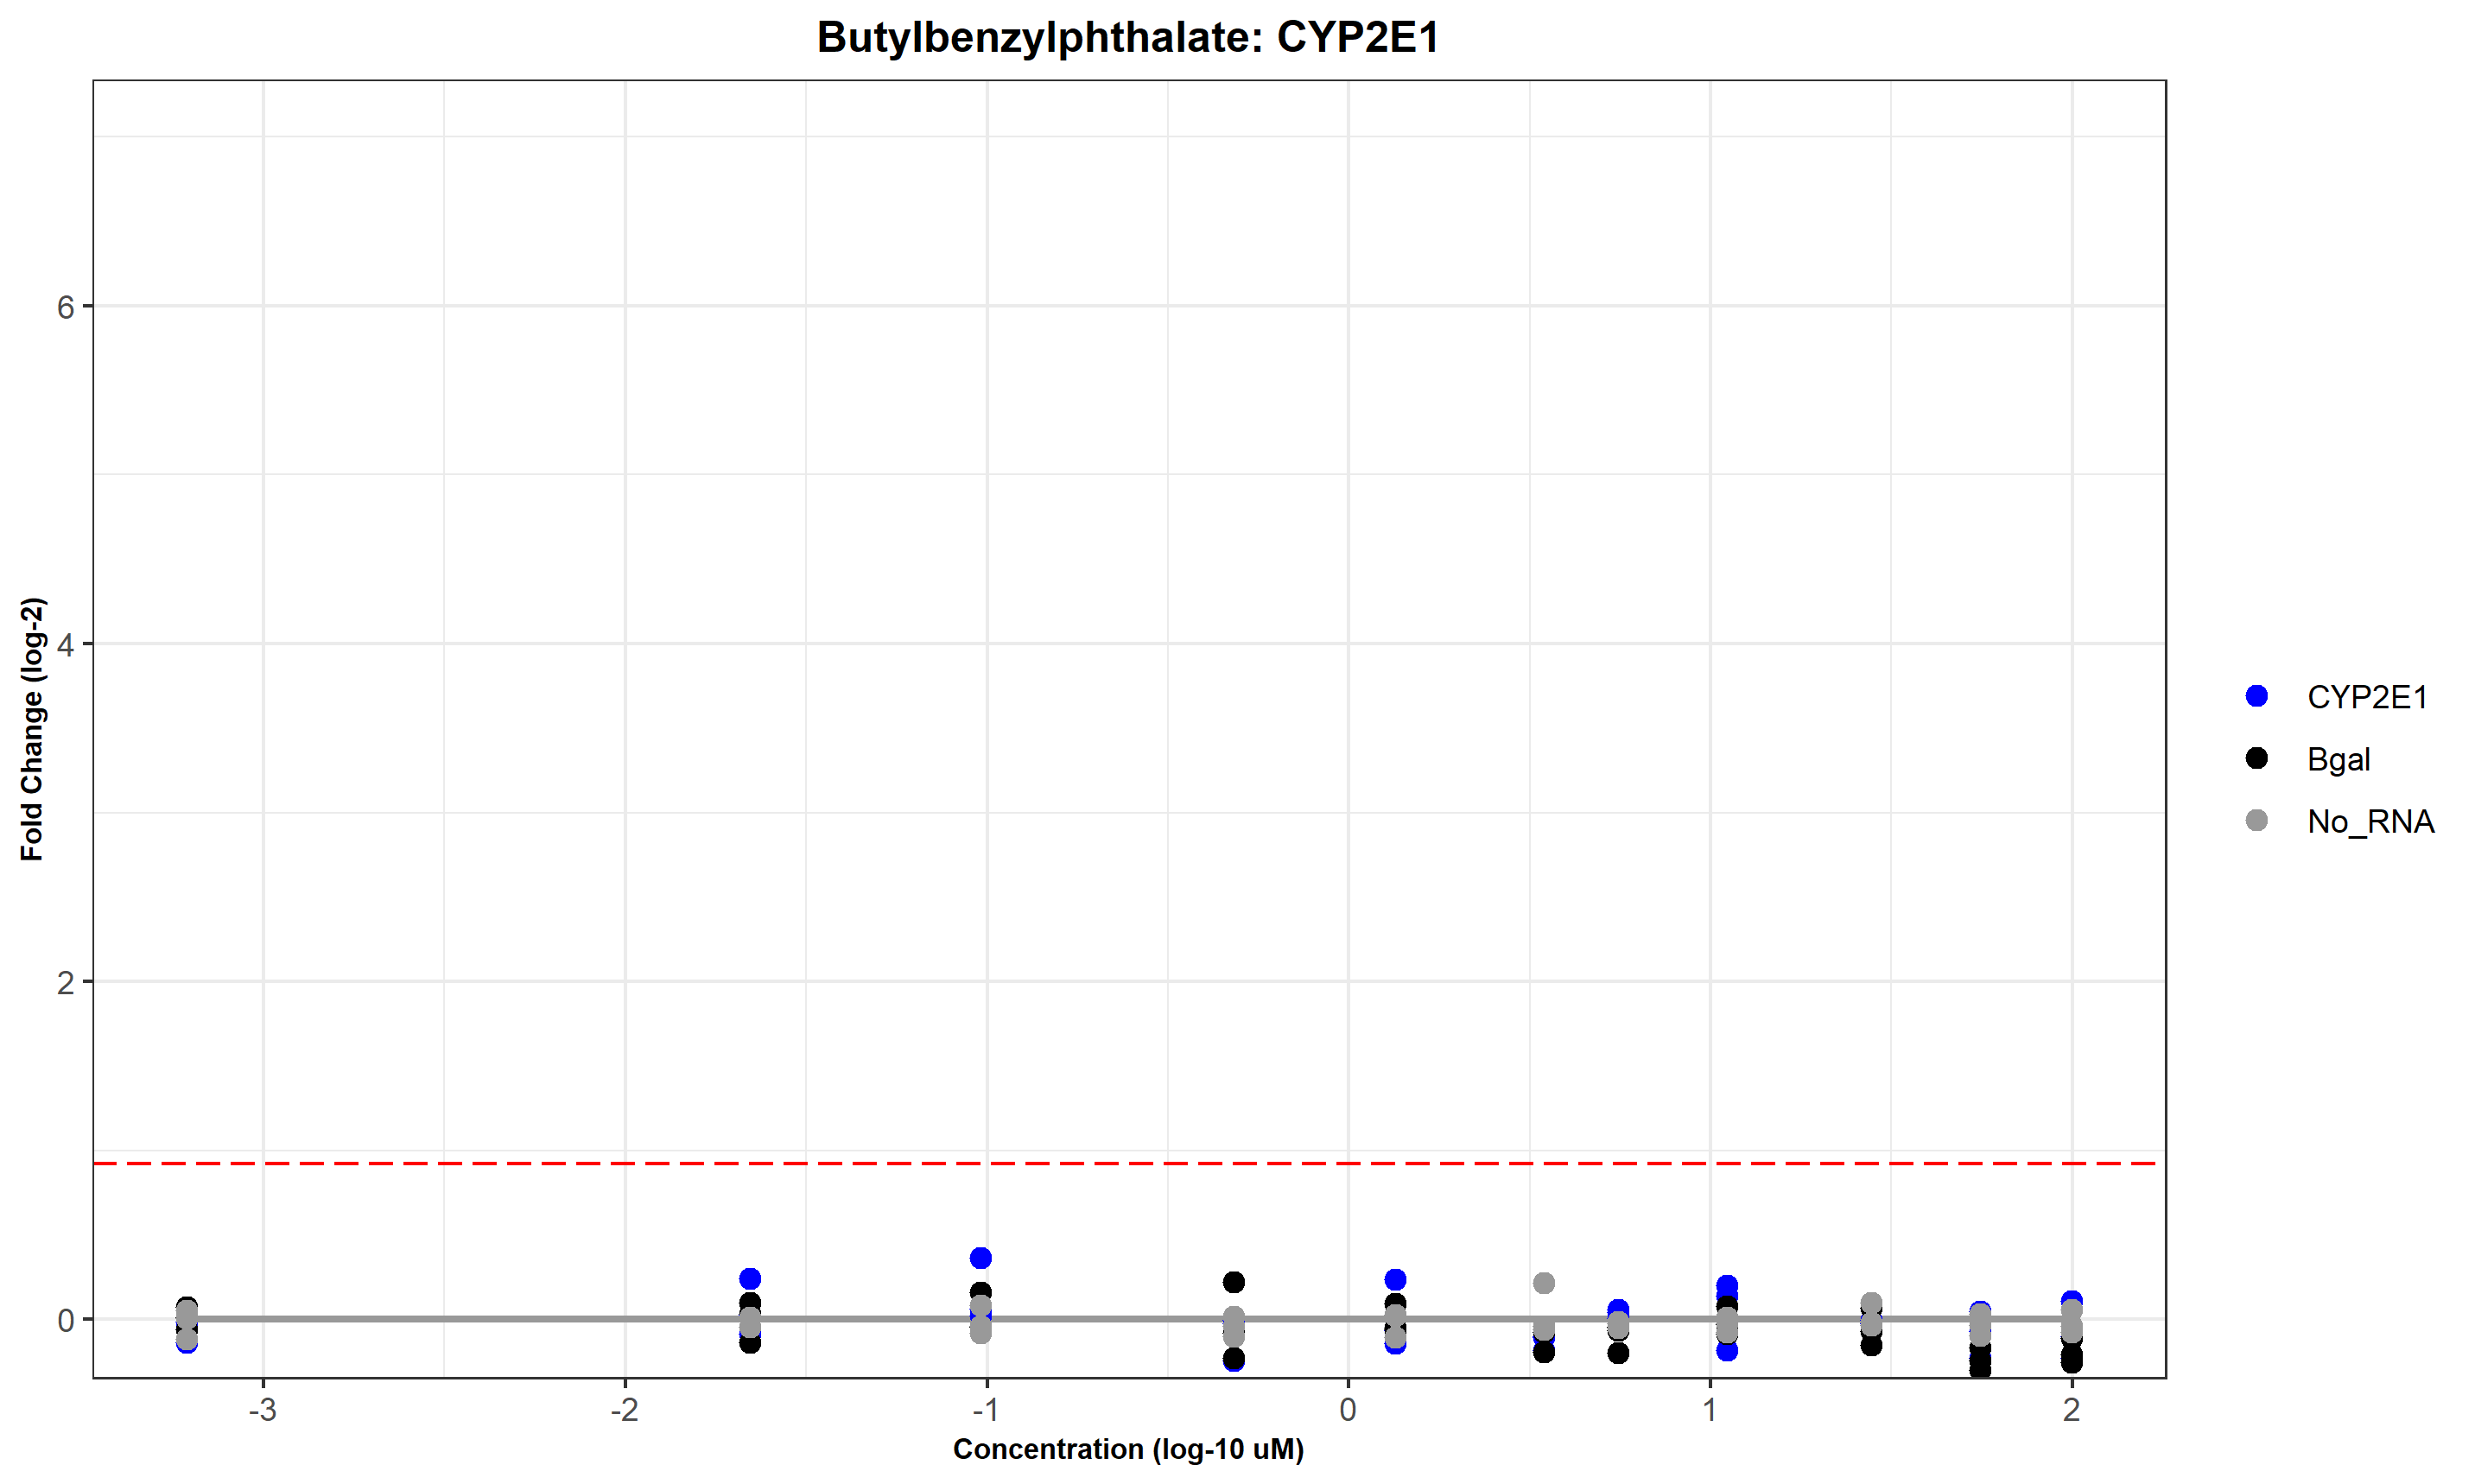 Butylbenzylphthalate: CYP2E1
Fold Change (log-2)
6
4
2
0
-3
-2
-1
0
1
2
Concentration (log-10 uM)
CYP2E1
Bgal
No_RNA